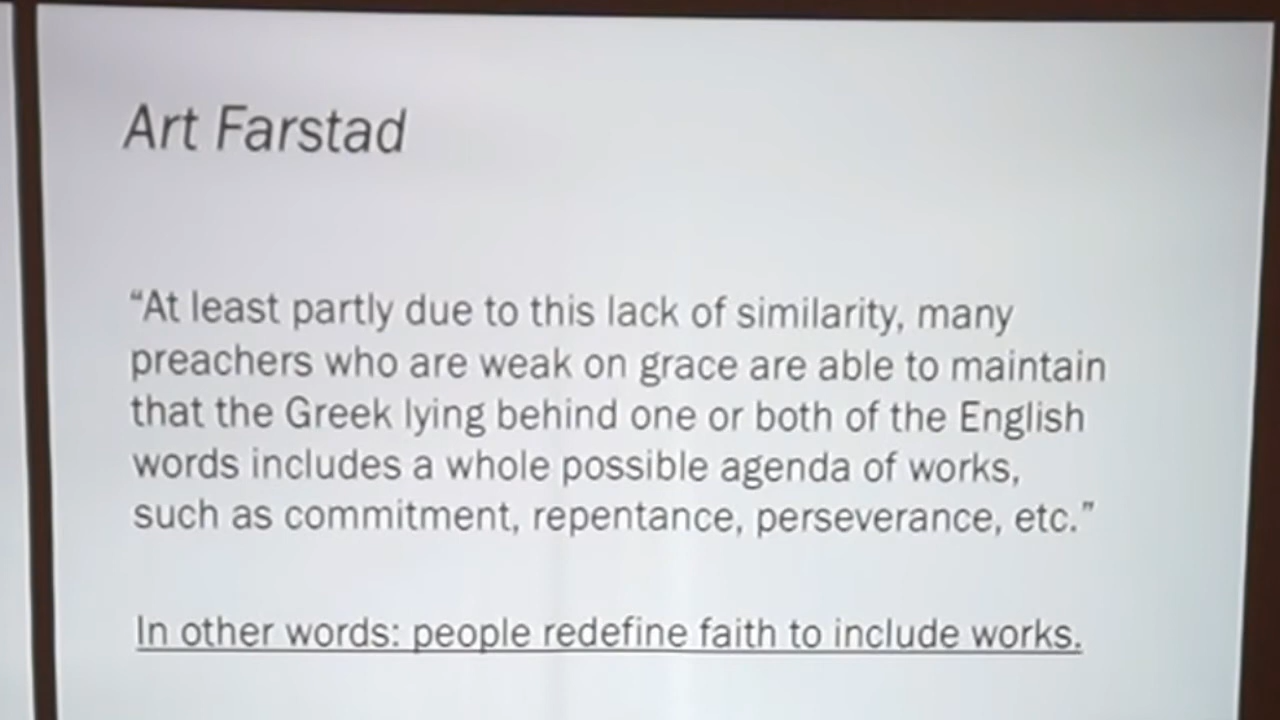 Art Farstad
“At least partly due to this lack of similarity, many
preachers who are weak on grace are able to maintain
that the Greek lying behind one or both of the English
words includes a whole possible agenda of works,
such as commitment, repentance, perseverance, etc.”
In other words: people redefine faith to include works.